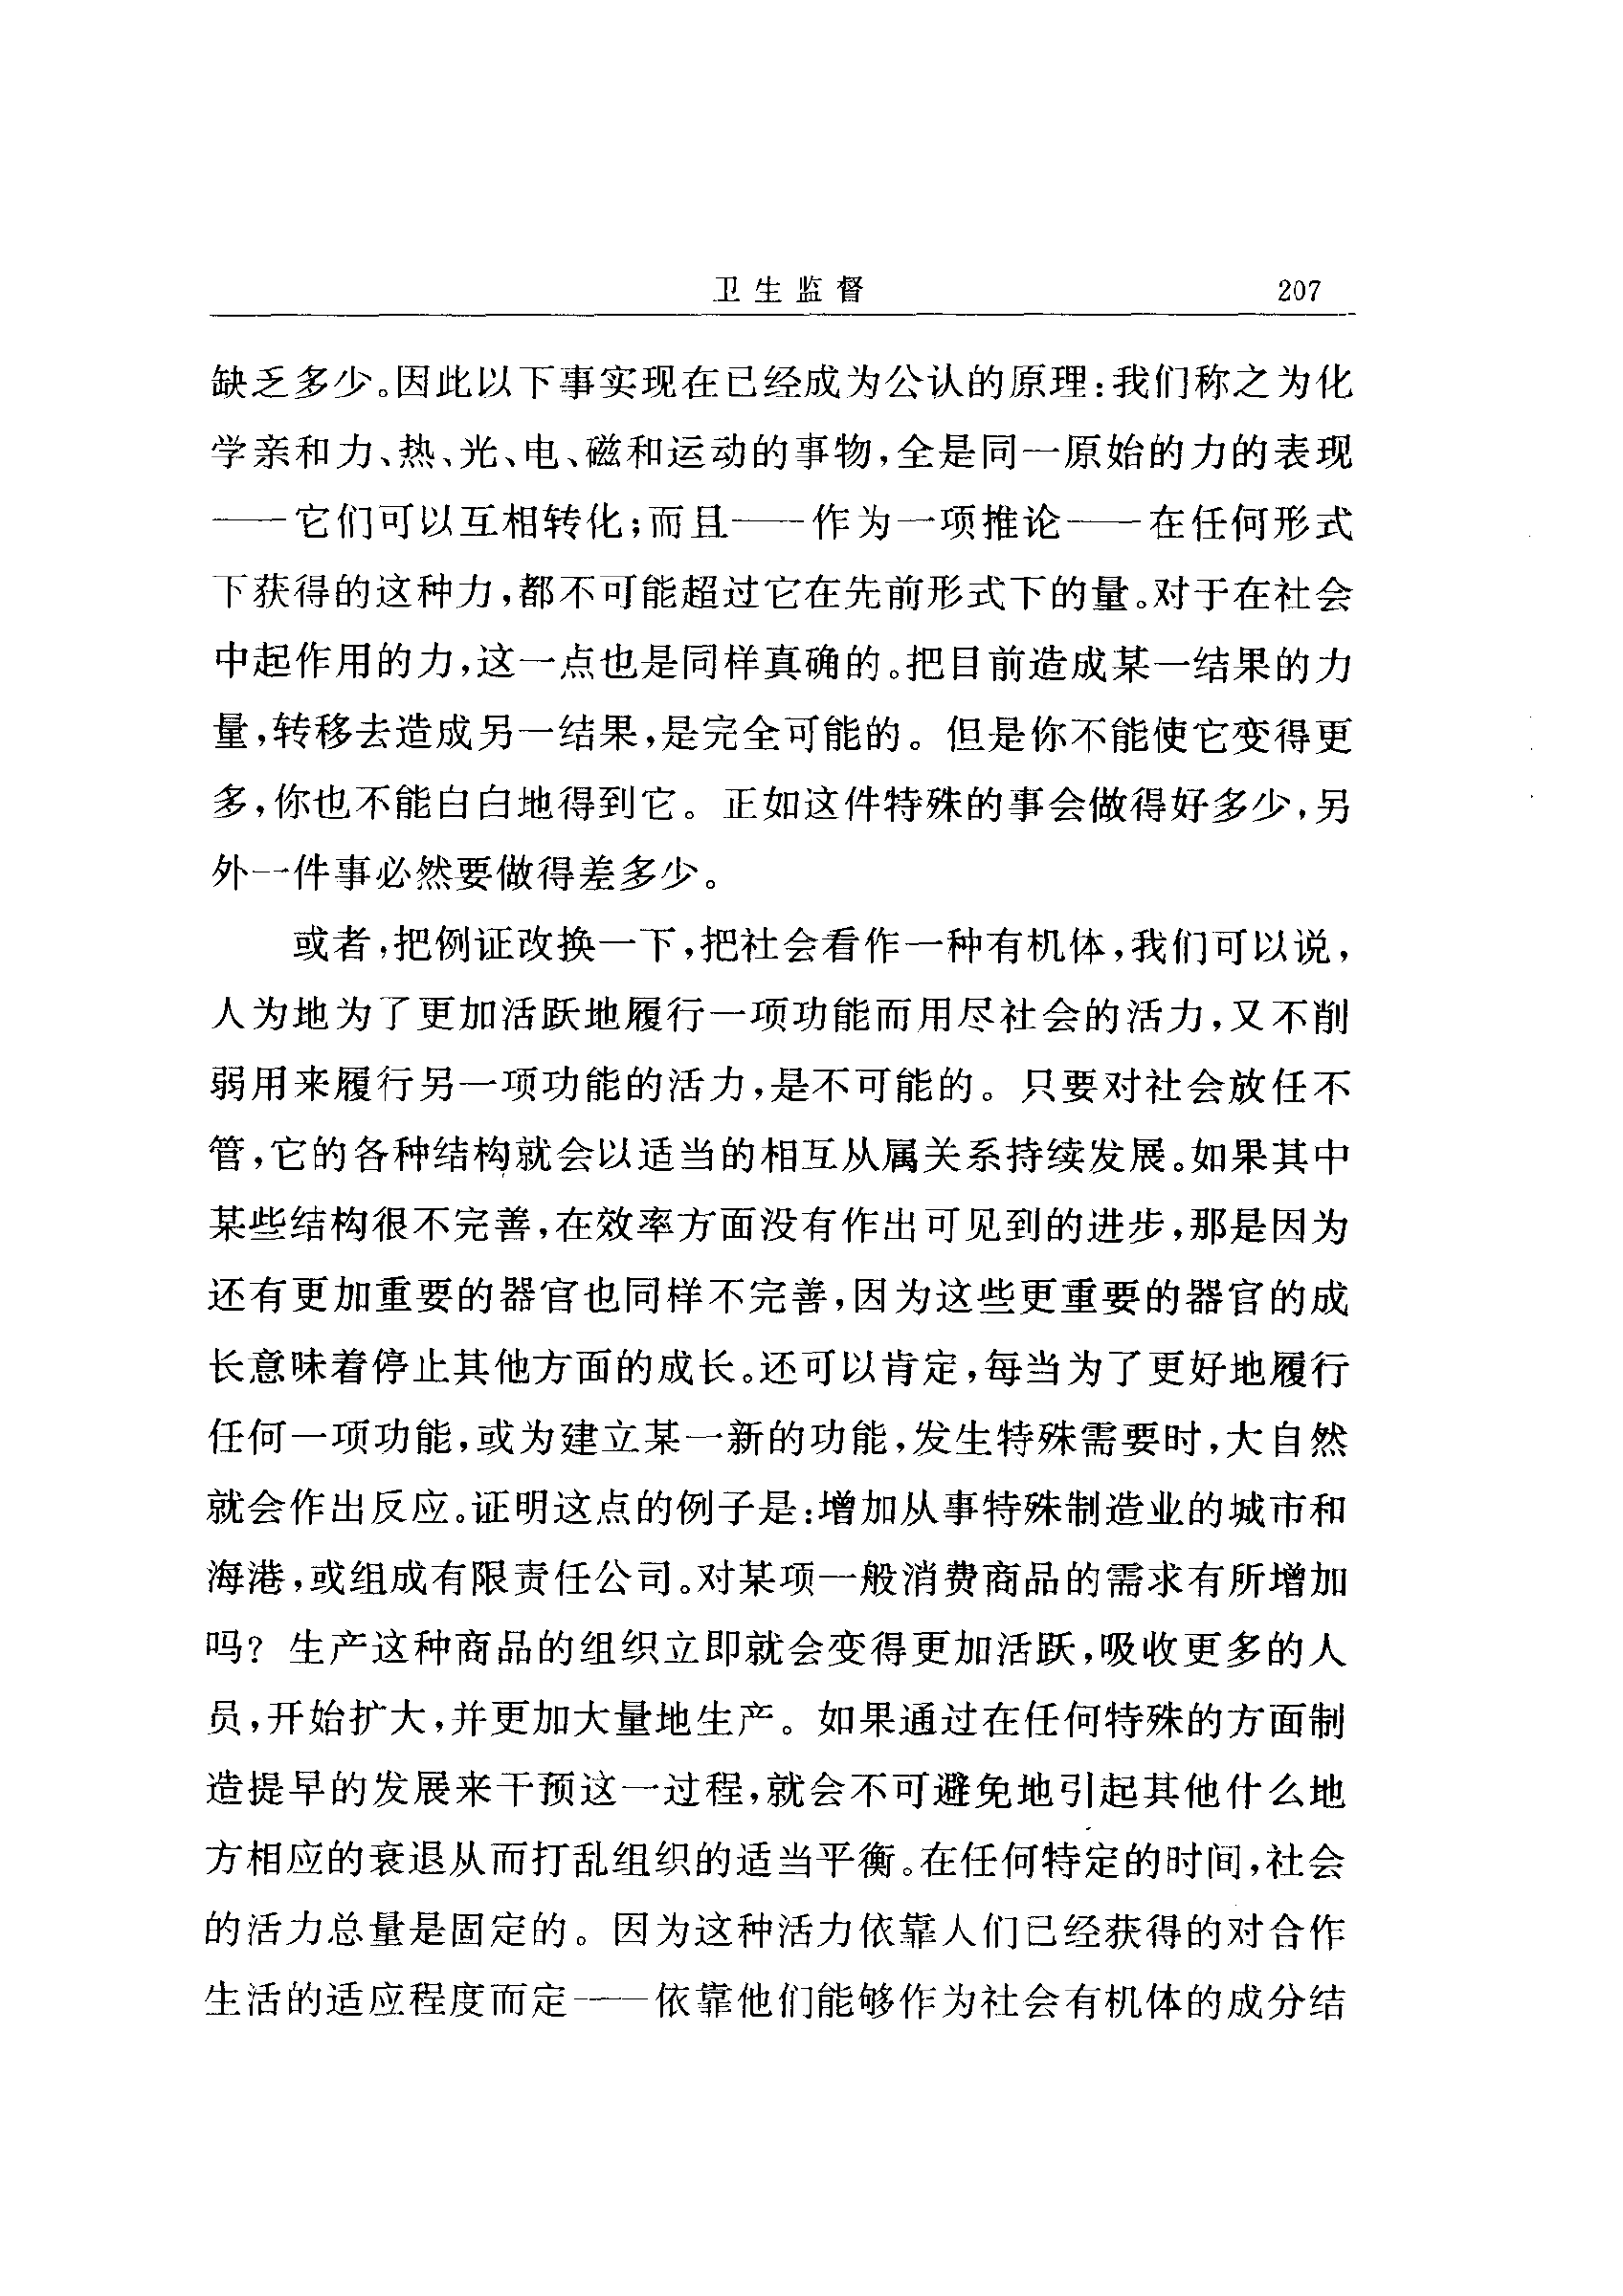 卫生监督 207
缺乏多少。因此以下事实现在已经成为公认的原理:我们称之为化
学亲和力、热、光、电、磁和运动的事物,全是同一原始的力的表现
——它们可以互相转化;而且——作为一项推论——在任何形式
下获得的这种力,都不可能超过它在先前形式下的量。对于在社会
中起作用的力,这一点也是同样真确的。把目前造成某一结果的力
量,转移去造成另一结果,是完全可能的。但是你不能使它变得更
多,你也不能白白地得到它。正如这件特殊的事会做得好多少,另
外一件事必然要做得差多少。
或者,把例证改换一下,把社会看作一种有机体,我们可以说,
人为地为了更加活跃地履行一项功能而用尽社会的活力,又不削
弱用来履行另一项功能的活力,是不可能的。只要对社会放任不
管,它的各种结构就会以适当的相互从属关系持续发展。如果其中
某些结构很不完善,在效率方面没有作出可见到的进步,那是因为
还有更加重要的器官也同样不完善,因为这些更重要的器官的成
长意味着停止其他方面的成长。还可以肯定,每当为了更好地履行
任何一项功能,或为建立某一新的功能,发生特殊需要时,大自然
就会作出反应。证明这点的例子是:增加从事特殊制造业的城市和
海港,或组成有限责任公司。对某项一般消费商品的需求有所增加
吗?生产这种商品的组织立即就会变得更加活跃,吸收更多的人
员,开始扩大,并更加大量地生产。如果通过在任何特殊的方面制
造提早的发展来干预这一过程,就会不可避免地引起其他什么地
方相应的衰退从而打乱组织的适当平衡。在任何特定的时间,社会
的活力总量是固定的。因为这种活力依靠人们已经获得的对合作
生活的适应程度而定——依靠他们能够作为社会有机体的成分结